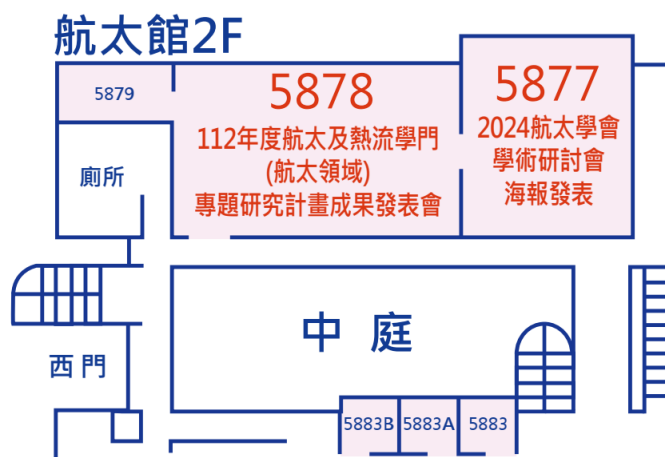 航太館2F
5879
5878
112年度航太及熱流學門
(航太領域)
專題研究計畫成果發表會
5877
2024航太學會
學術研討會
海報發表
廁所
中庭
西門
5883B
5883A
5883